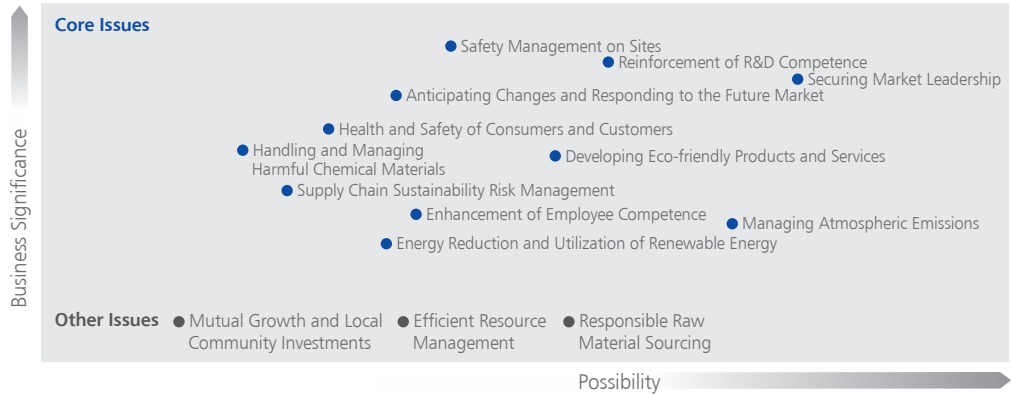 Core Issues
Safety Management on Sites
Reinforcement of R&D Competence
Securing Market Leadership
Anticipating Changes and Responding to the Future Market
Health and Safety of Consumers and Customers
Handling and Managing
Harmful Chemical Materials
Developing Eco-friendly Products and Services
Supply Chain Sustainability Risk Management
Enhancement of Employee Competence
Managing Atmospheric Emissions
Energy Reduction and Utilization of Renewable Energy
Business Significance
Other Issues
Mutual Growth and Local
Community Investments
Efficient Resource
Management
Responsible Raw
Material Sourcing
Possibility